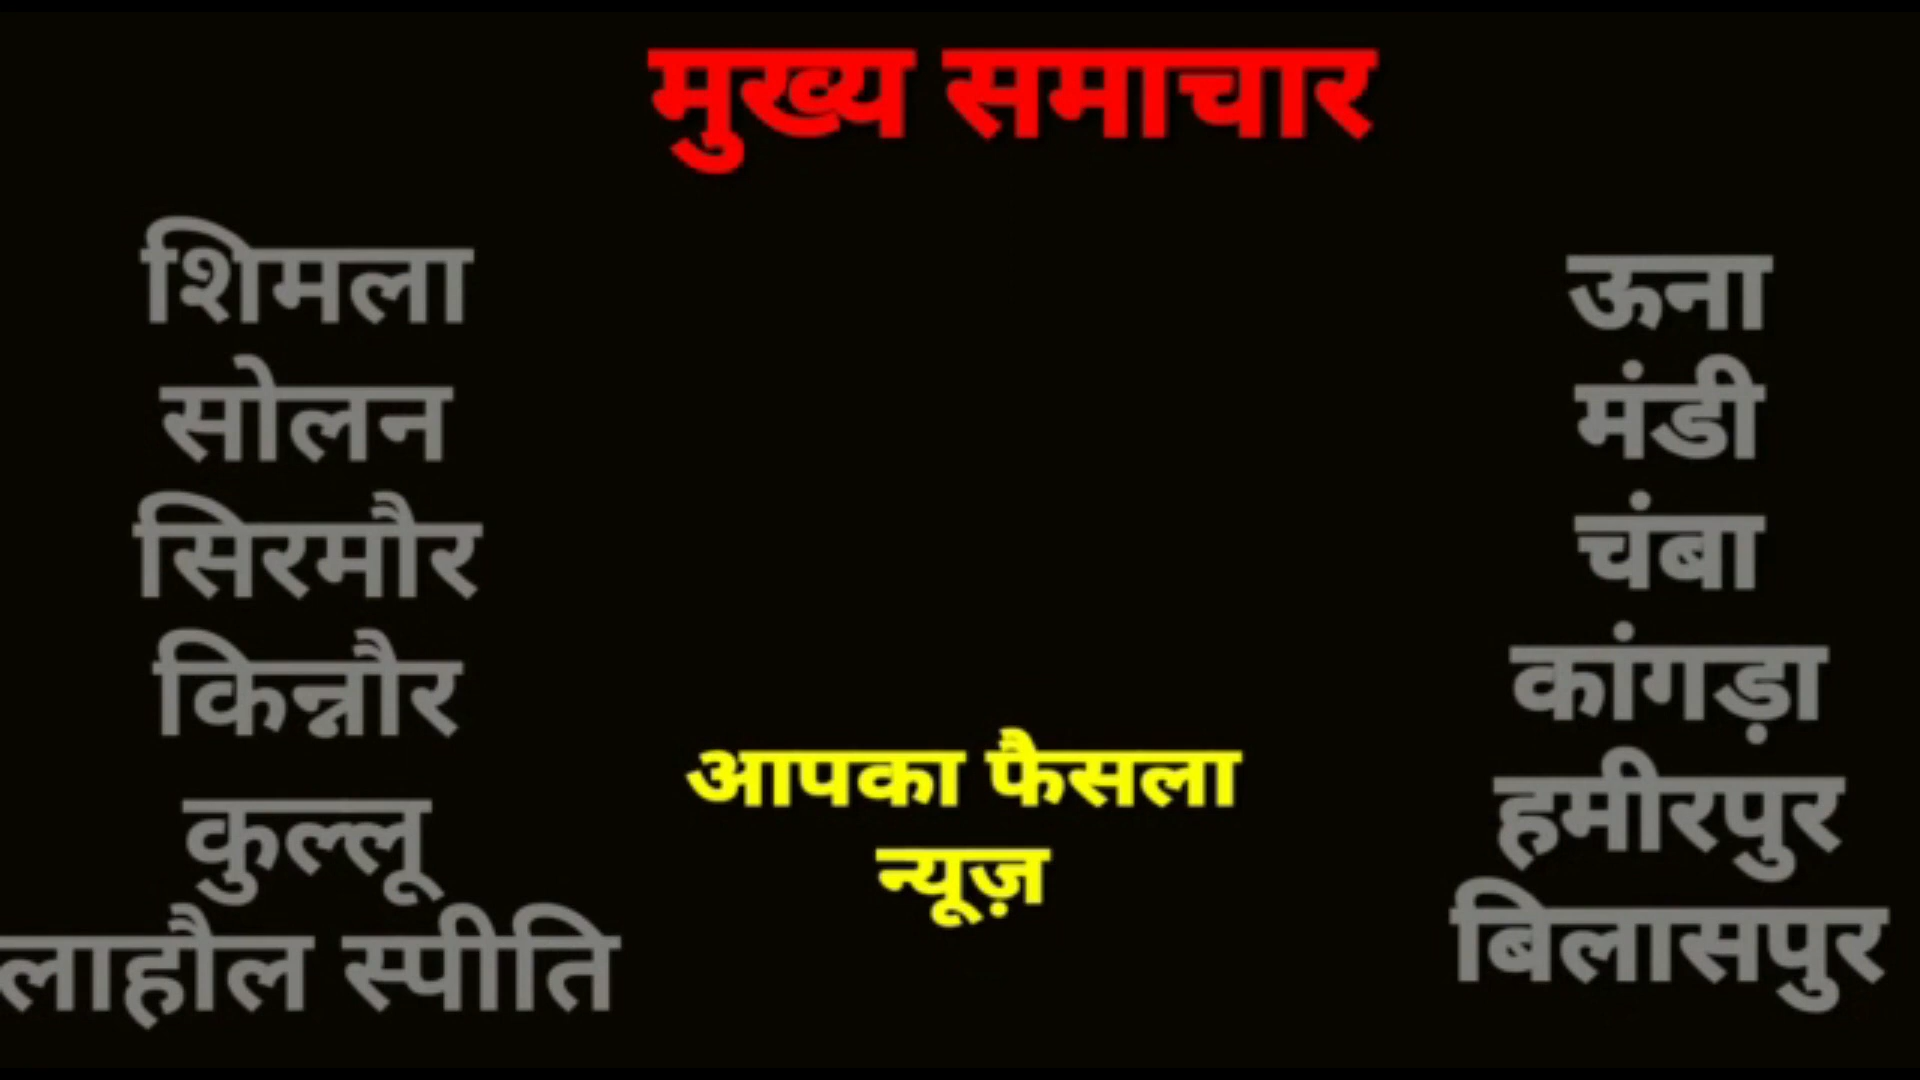 मुख्य समाचार
शिमला
सोलन
सिरमौर
किन्नौर
कुल्लू
लाहौल स्पीति
आपका फैसला
न्यूज़
ऊना
मंडी
चंबा
कांगड़ा
हमीरपुर
बिलासपुर